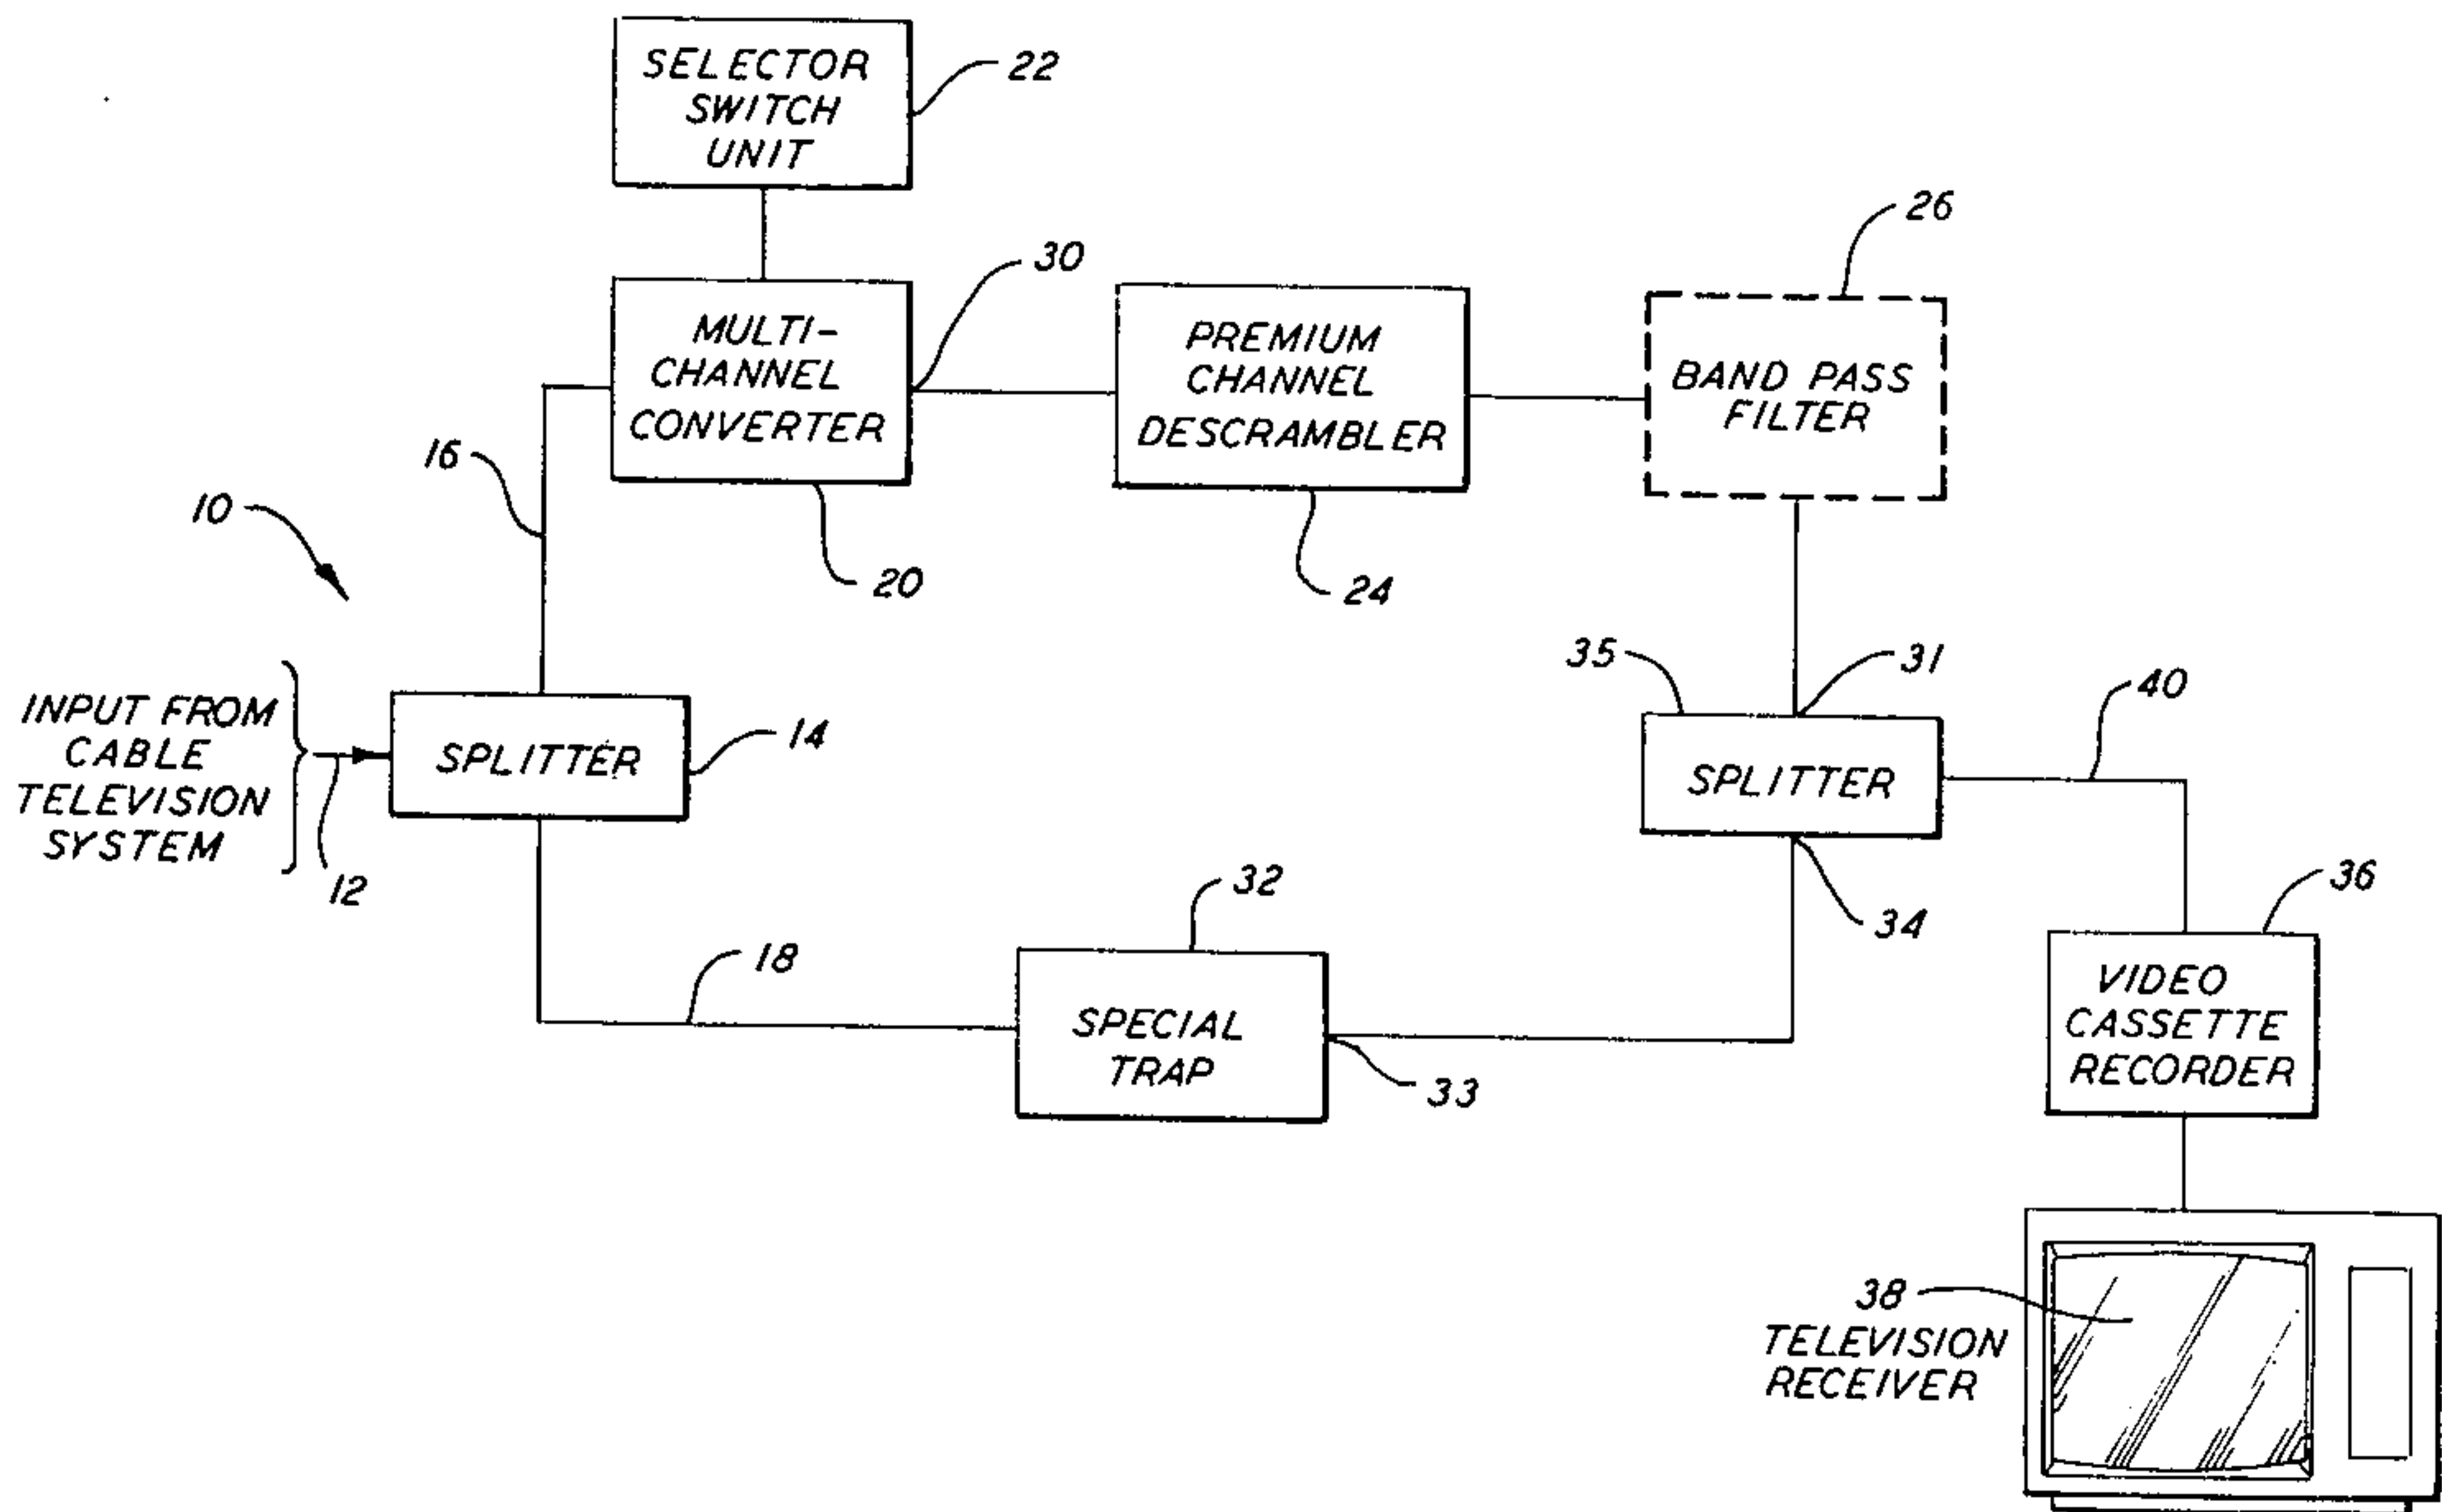 SELECTOR
SWITCH
UNIT
22
26
30
MULTI-
CHANNEL
CONVERTER
PREMIUM
CHANNEL
DESCRAMBLER
BAND PASS
FILTER
16
10
20
24
35
31
40
INPUT FROM
CABLE
TELEVISION
SYSTEM
12
SPLITTER
14
SPLITTER
34
32
36
18
SPECIAL
TRAP
33
VIDEO
CASSETTE
RECORDER
38
TELEVISION
RECEIVER